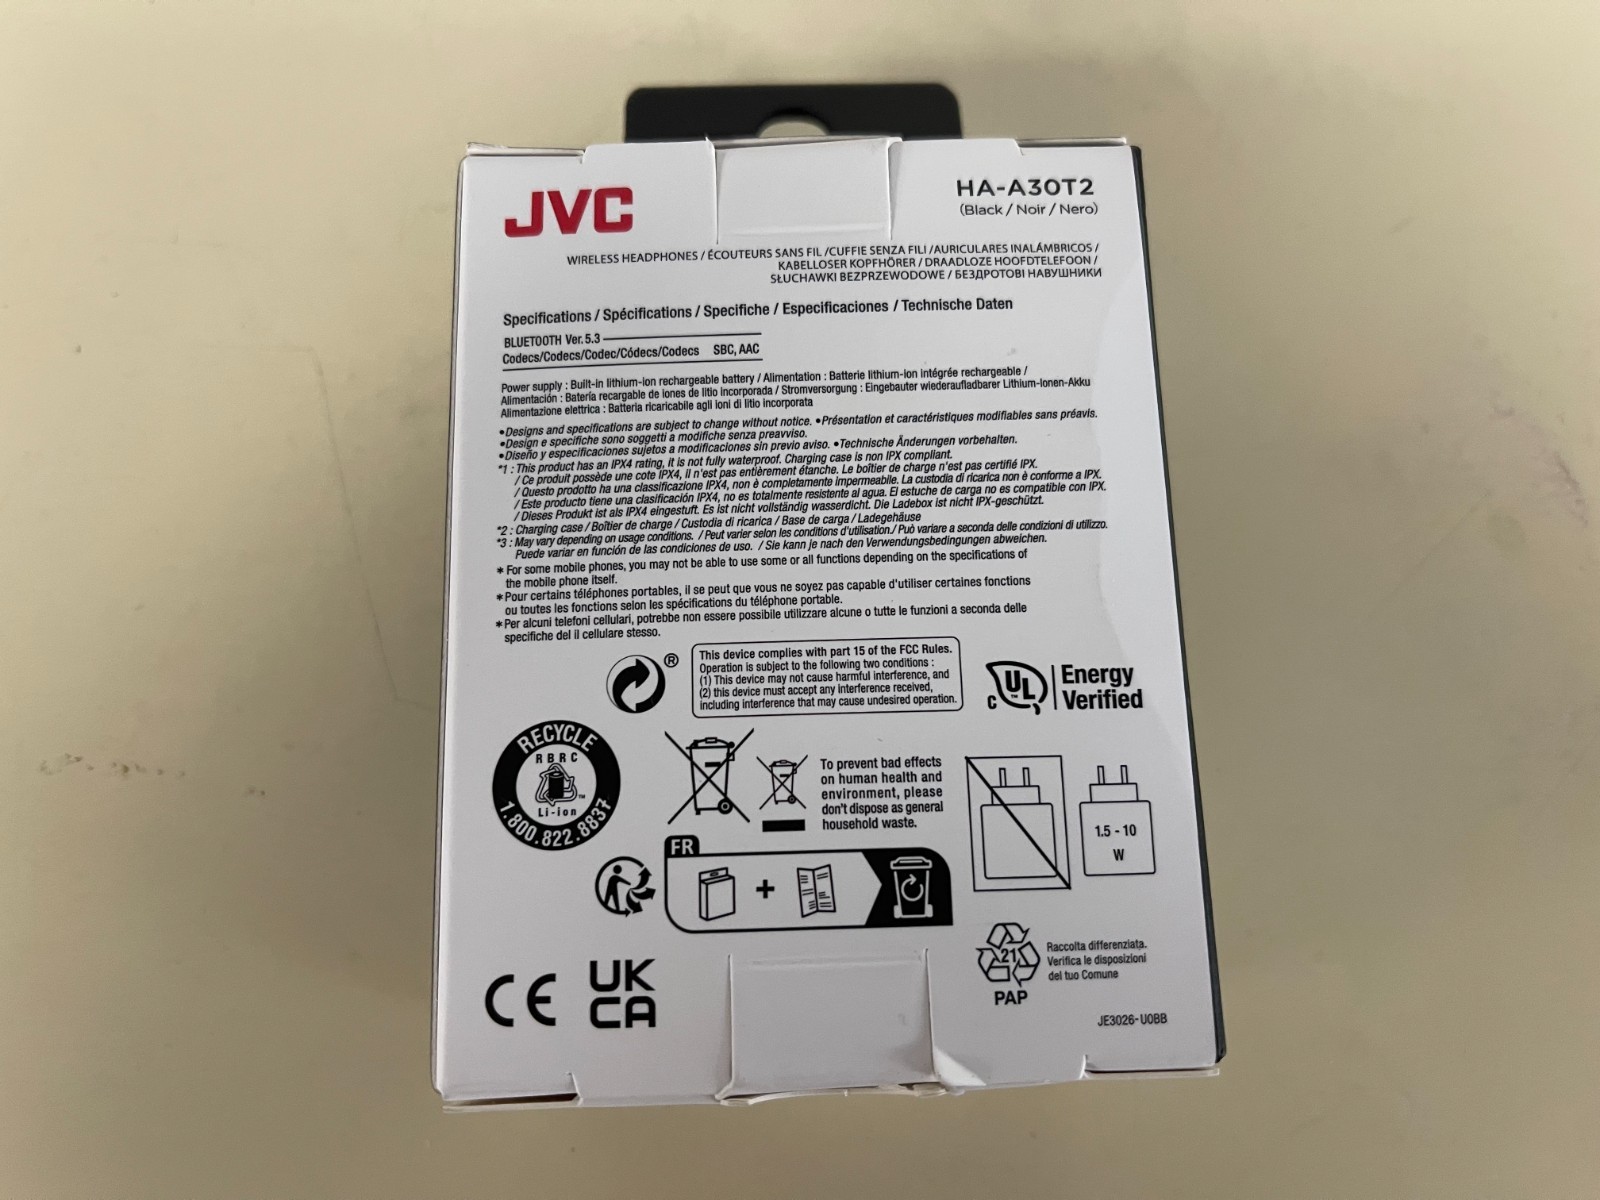 JVC
HA-A30T2
(Black / Noir / Nero)
WIRELESS HEADPHONES / ÉCOUTEURS SANS FIL /CUFFIE SENZA FILI /AURICULARES INALÁMBRICOS /
KABELLOSER KOPFHÖRER / DRAADLOZE HOOFDTELEFOON /
SŁUCHAWKI BEZPRZEWODOWE / БЕЗДРОТОВІ НАВУШНИКИ
Specifications / Spécifications / Specifiche / Especificaciones / Technische Daten
BLUETOOTH Ver. 5.3
Codecs/Codecs/Codec/Códecs/Codecs SBC, AAC
Power supply : Built-in lithium-ion rechargeable battery / Alimentation : Batterie lithium-ion intégrée rechargeable /
Alimentación : Batería recargable de iones de litio incorporada / Stromversorgung : Eingebauter wiederaufladbarer Lithium-Ionen-Akku
Alimentazione elettrica : Batteria ricaricabile agli ioni di litio incorporata
•Designs and specifications are subject to change without notice. •Présentation et caractéristiques modifiables sans préavis.
•Design e specifiche sono soggetti a modifiche senza preavviso.
•Diseño y especificaciones sujetos a modificaciones sin previo aviso. •Technische Änderungen vorbehalten.
*1 : This product has an IPX4 rating, it is not fully waterproof. Charging case is non IPX compliant.
/ Ce produit possède une cote IPX4, il n'est pas entièrement étanche. Le boîtier de charge n'est pas certifié IPX.
/ Questo prodotto ha una classificazione IPX4, non è completamente impermeabile. La custodia di ricarica non è conforme a IPX.
/ Este producto tiene una clasificación IPX4, no es totalmente resistente al agua. El estuche de carga no es compatible con IPX.
/ Dieses Produkt ist als IPX4 eingestuft. Es ist nicht vollständig wasserdicht. Die Ladebox ist nicht IPX-geschützt.
*2 : Charging case / Boîtier de charge / Custodia di ricarica / Base de carga / Ladegehäuse
*3 : May vary depending on usage conditions. / Peut varier selon les conditions d'utilisation./ Può variare a seconda delle condizioni di utilizzo.
Puede variar en función de las condiciones de uso. / Sie kann je nach den Verwendungsbedingungen abweichen.
* For some mobile phones, you may not be able to use some or all functions depending on the specifications of
the mobile phone itself.
* Pour certains téléphones portables, il se peut que vous ne soyez pas capable d'utiliser certaines fonctions
ou toutes les fonctions selon les spécifications du téléphone portable.
* Per alcuni telefoni cellulari, potrebbe non essere possibile utilizzare alcune o tutte le funzioni a seconda delle
specifiche del il cellulare stesso.
®
This device complies with part 15 of the FCC Rules.
Operation is subject to the following two conditions :
(1) This device may not cause harmful interference, and
(2) this device must accept any interference received,
including interference that may cause undesired operation.
C UL Energy
Verified
RECYCLE
RBRC
Li-ion
1.800.822.8837
To prevent bad effects
on human health and
environment, please
don't dispose as general
household waste.
1.5 - 10
W
FR
+
CE
UK
CA
21
PAP
Raccolta differenziata.
Verifica le disposizioni
del tuo Comune
JE3026-U0BB